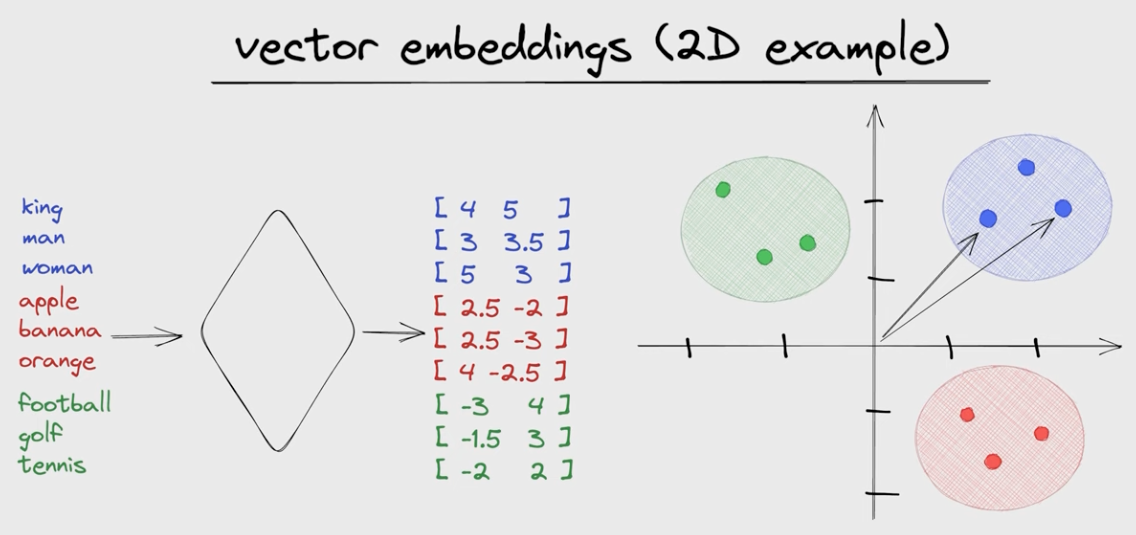 vector embeddings (2D example)
king
man
woman
apple
banana
orange
football
golf
tennis
[ 4 5 ]
[ 3 3.5 ]
[ 5 3 ]
[ 2.5 -2 ]
[ 2.5 -3 ]
[ 4 -2.5 ]
[ -3 4 ]
[ -1.5 3 ]
[ -2 2 ]